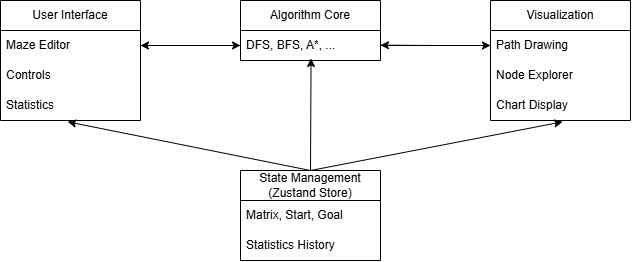 User Interface
Maze Editor
Controls
Statistics
Algorithm Core
DFS, BFS, A*, ...
Visualization
Path Drawing
Node Explorer
Chart Display
State Management
(Zustand Store)
Matrix, Start, Goal
Statistics History